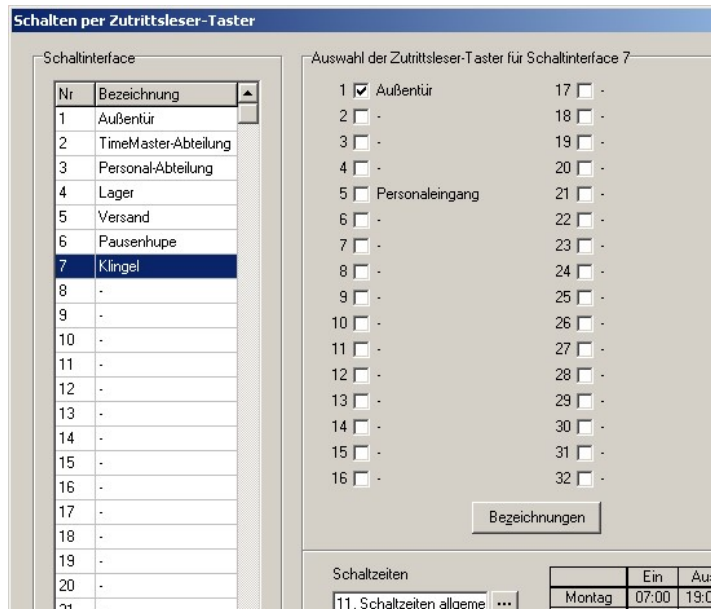 Schalten per Zutrittsleser-Taster
Schaltinterface
Nr Bezeichnung
1 Außentür
2 TimeMaster-Abteilung
3 Personal-Abteilung
4 Lager
5 Versand
6 Pausenhupe
7 Klingel
8 -
9 -
10 -
11 -
12 -
13 -
14 -
15 -
16 -
17 -
18 -
19 -
20 -
21 -
Auswahl der Zutrittsleser-Taster für Schaltinterface 7
1 Außentür 17 -
2 - 18 -
3 - 19 -
4 - 20 -
5 Personaleingang 21 -
6 - 22 -
7 - 23 -
8 - 24 -
9 - 25 -
10 - 26 -
11 - 27 -
12 - 28 -
13 - 29 -
14 - 30 -
15 - 31 -
16 - 32 -
Bezeichnungen
Schaltzeiten
11. Schaltzeiten allgeme ...
Ein Au
Montag 07:00 19:0